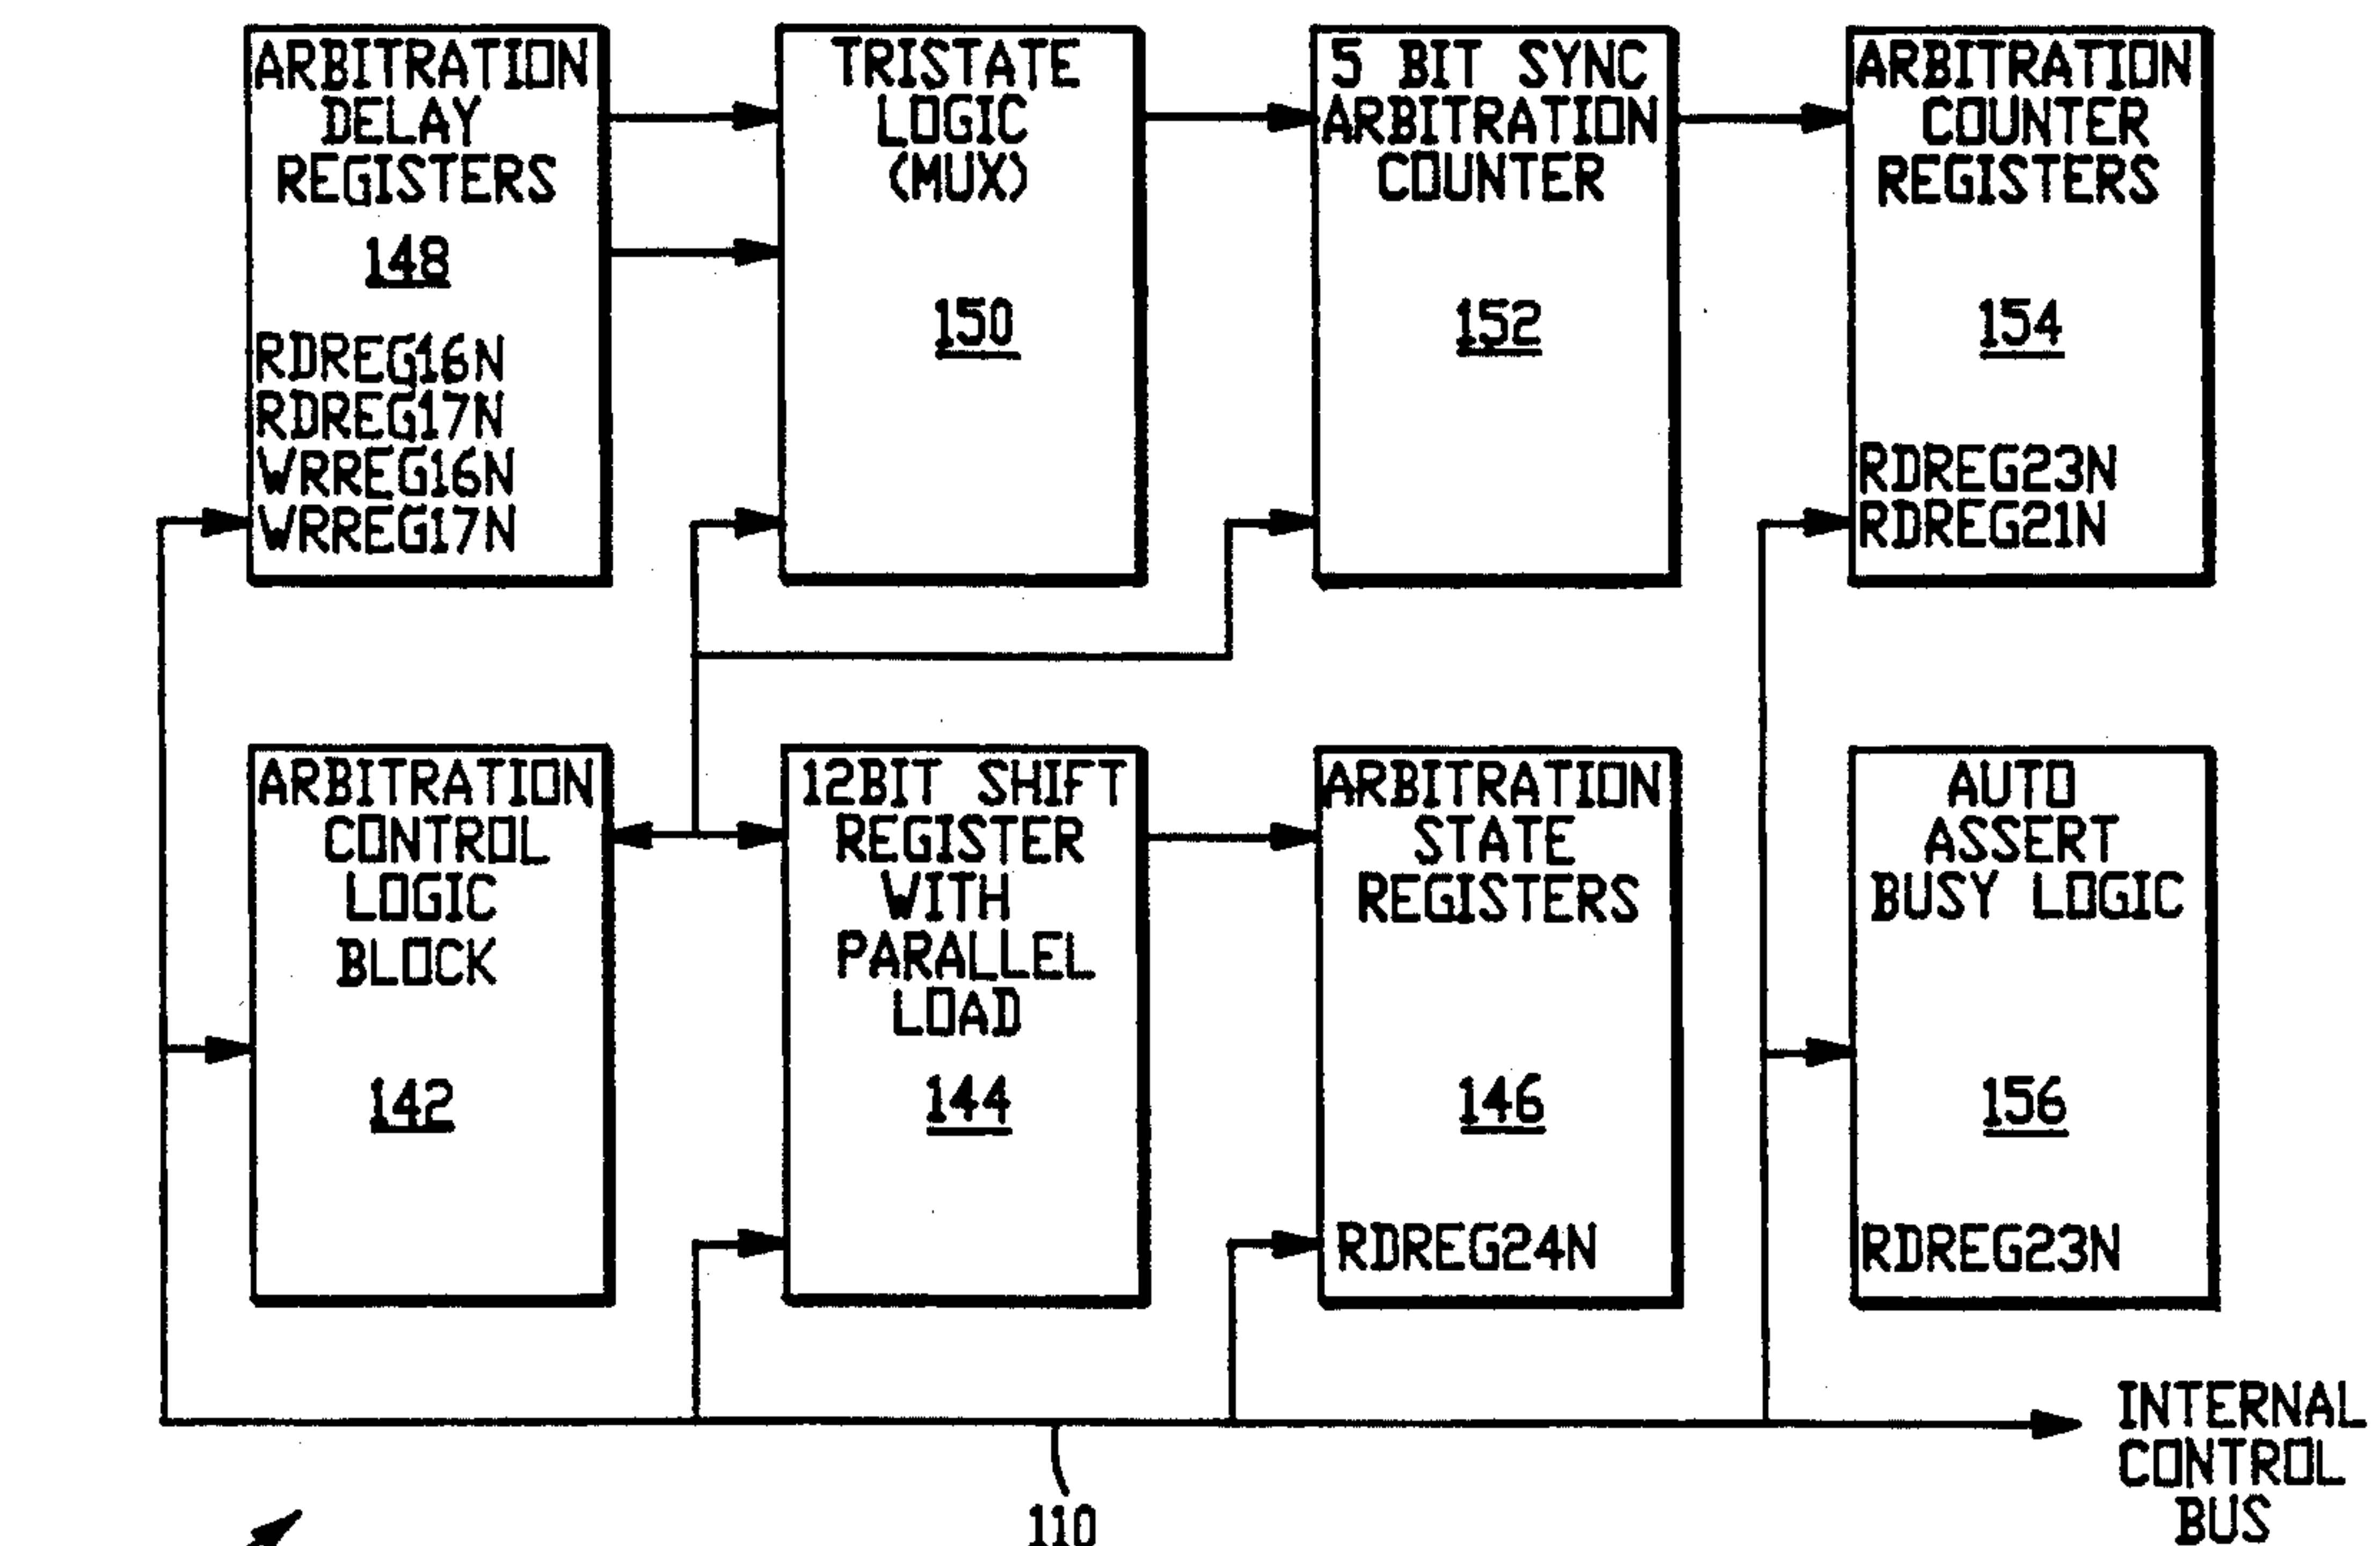 ARBITRATION
DELAY
REGISTERS
148
RDREG16N
RDREG17N
WRREG16N
WRREG17N
TRISTATE
LOGIC
(MUX)
150
5 BIT SYNC
ARBITRATION
COUNTER
152
ARBITRATION
COUNTER
REGISTERS
154
RDREG23N
RDREG21N
ARBITRATION
CONTROL
LOGIC
BLOCK
142
12BIT SHIFT
REGISTER
WITH
PARALLEL
LOAD
144
ARBITRATION
STATE
REGISTERS
146
RDREG24N
AUTO
ASSERT
BUSY LOGIC
156
RDREG23N
110
INTERNAL
CONTROL
BUS